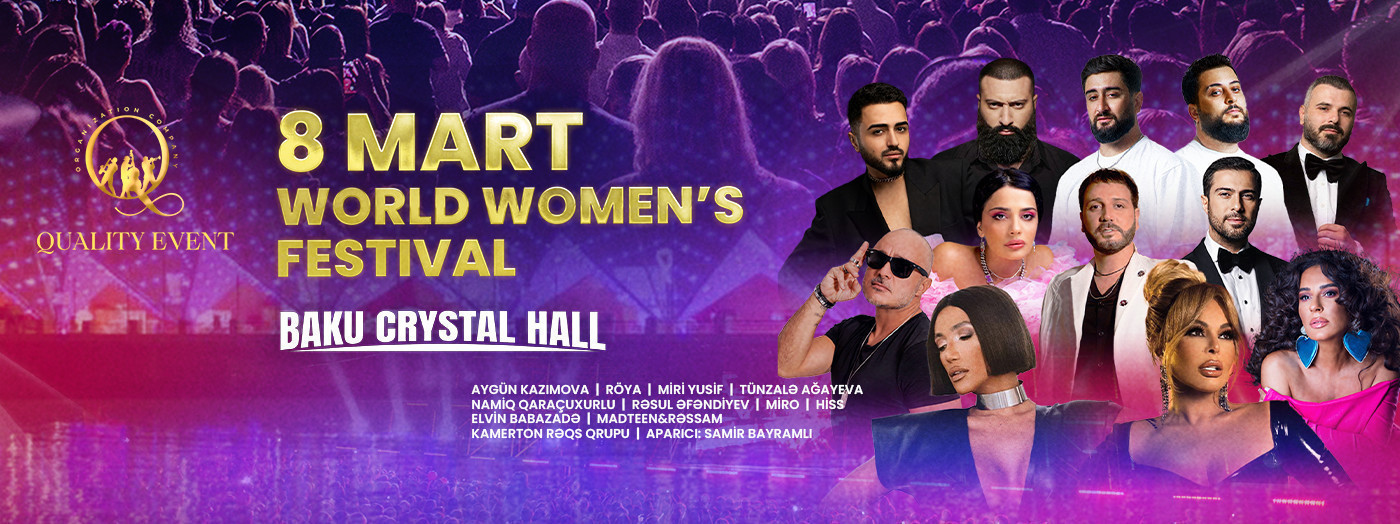 ORGANIZATION COMPANY
QUALITY EVENT
8 MART
WORLD WOMEN'S
FESTIVAL
BAKU CRYSTAL HALL
AYGÜN KAZIMOVA | RÖYA | MİRİ YUSİF | TÜNZALƏ AĞAYEVA
NAMİQ QARAÇUXURLU | RƏSUL ƏFƏNDİYEV | MİRO | HİSS
ELVİN BABAZADƏ | MADTEEN&RƏSSAM
KAMERTON RƏQS QRUPU | APARICI: SAMİR BAYRAMLI